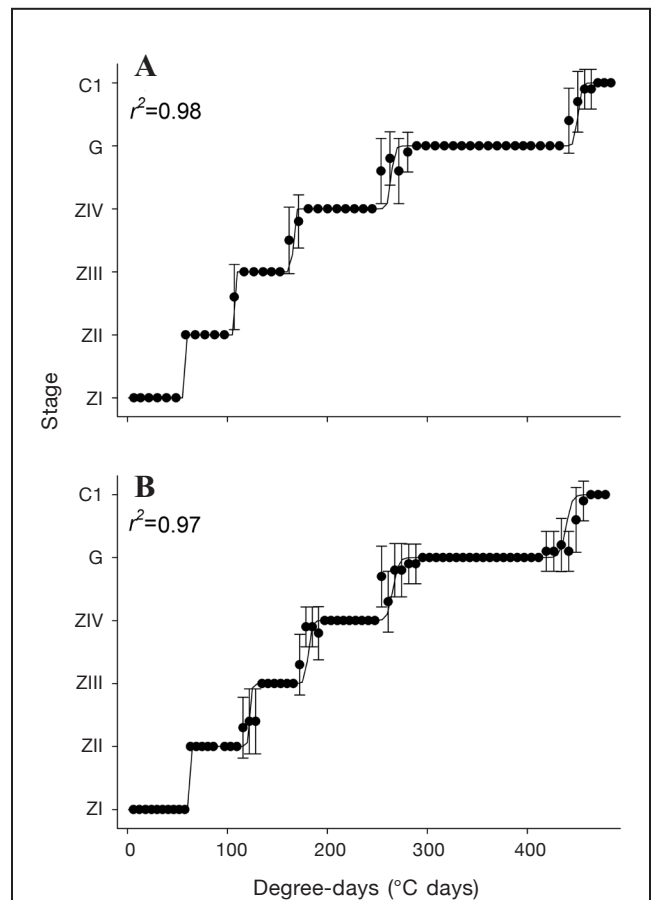 A
r²=0.98
C1
G
ZIV
ZIII
ZII
ZI
Stage
B
r²=0.97
C1
G
ZIV
ZIII
ZII
ZI
0 100 200 300 400
Degree-days (°C days)